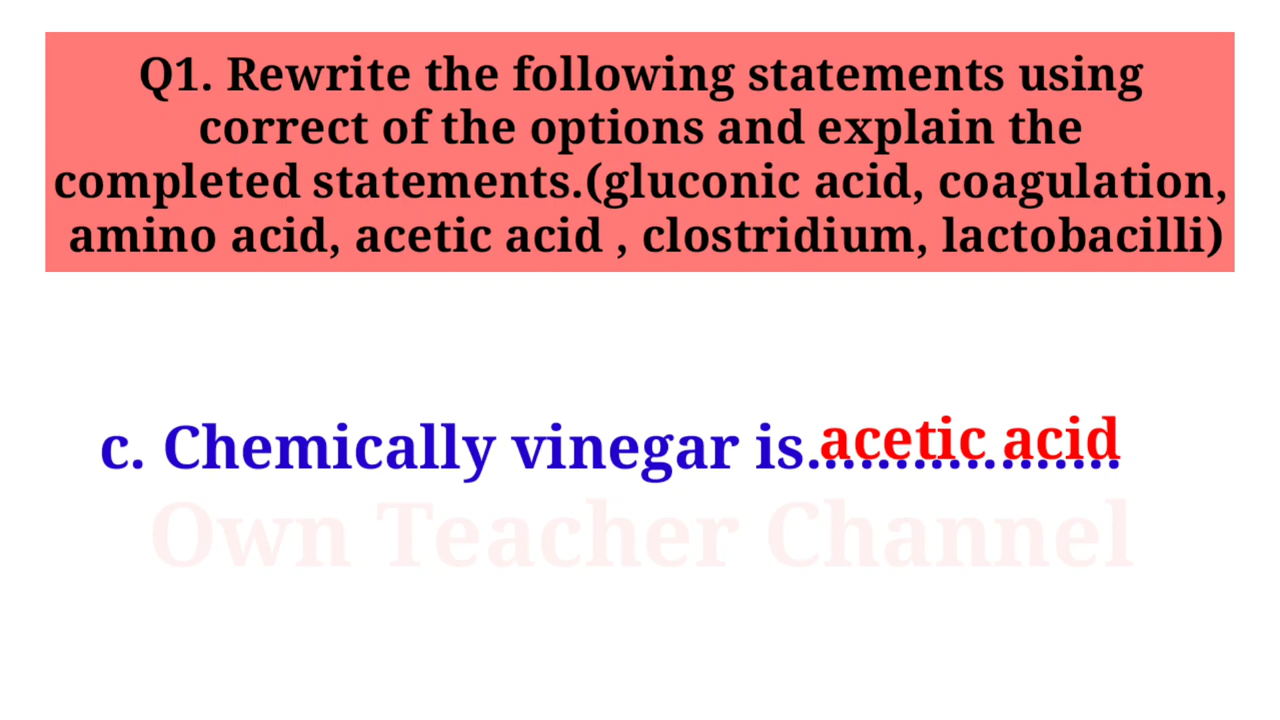 Q1. Rewrite the following statements using
correct of the options and explain the
completed statements.(gluconic acid, coagulation,
amino acid, acetic acid , clostridium, lactobacilli)
c. Chemically vinegar is..................acetic acid
Own Teacher Channel